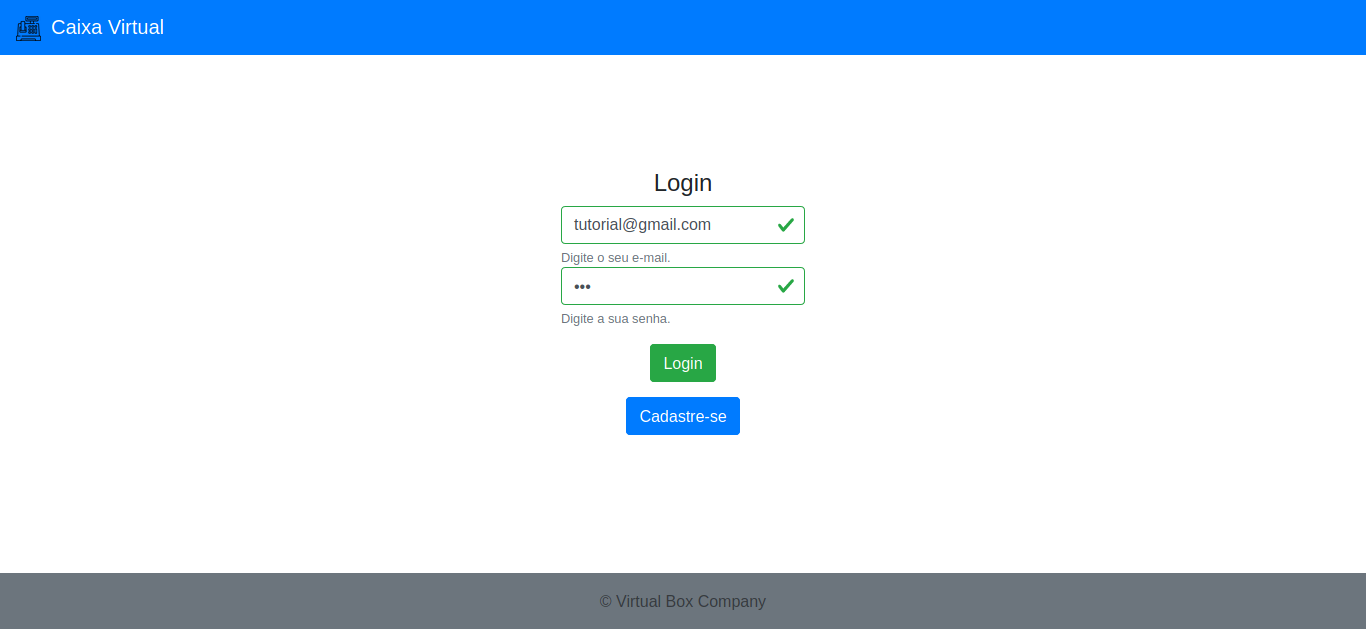 Caixa Virtual
Login
tutorial@gmail.com
Digite o seu e-mail.
•••
Digite a sua senha.
Login
Cadastre-se
© Virtual Box Company